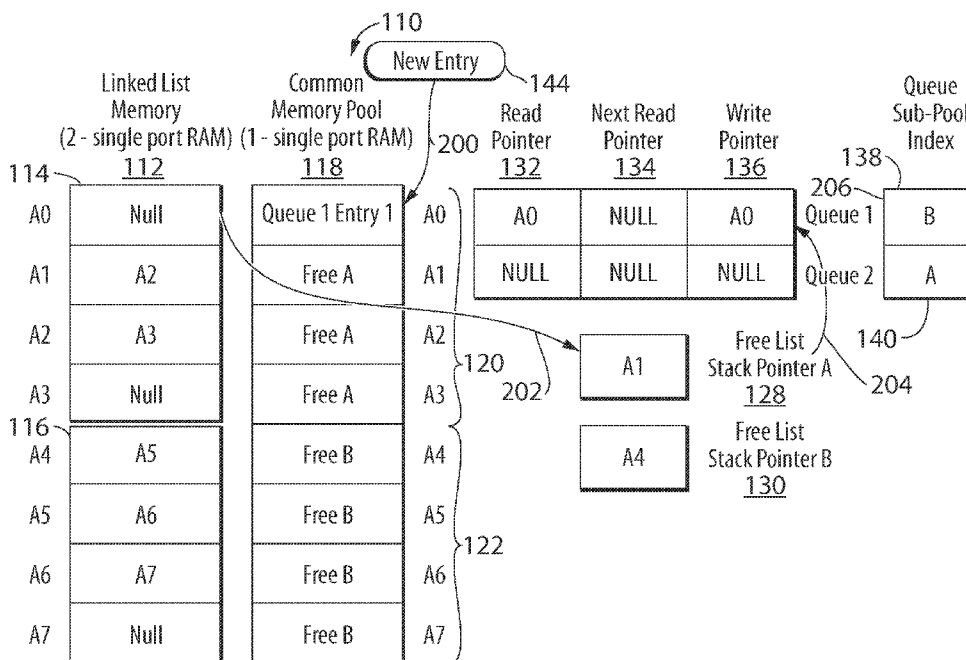 110
New Entry
144
Linked List
Memory
(2 - single port RAM)
112
Common
Memory Pool
(1 - single port RAM)
118
200
Read
Pointer
132
Next Read
Pointer
134
Write
Pointer
136
Queue
Sub-Pool
Index
138
206
114
A0 Null Queue 1 Entry 1 A0 A0 NULL A0 Queue 1 B
A1 A2 Free A A1 NULL NULL NULL Queue 2 A
140
A2 A3 Free A A2
120
A3 Null Free A A3
202
A1
Free List
Stack Pointer A
128
204
116
A4 A5 Free B A4
A4
Free List
Stack Pointer B
130
A5 A6 Free B A5
122
A6 A7 Free B A6
A7 Null Free B A7